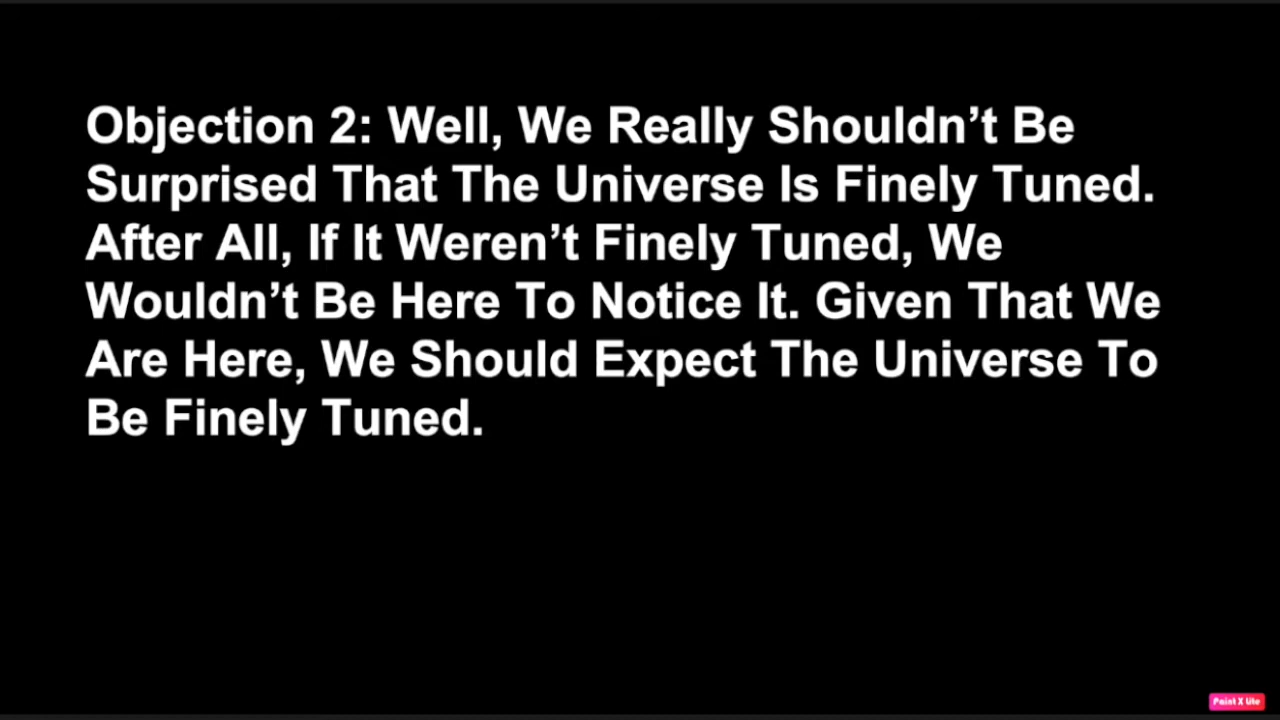 Objection 2: Well, We Really Shouldn’t Be
Surprised That The Universe Is Finely Tuned.
After All, If It Weren’t Finely Tuned, We
Wouldn’t Be Here To Notice It. Given That We
Are Here, We Should Expect The Universe To
Be Finely Tuned.
Paint X Lite